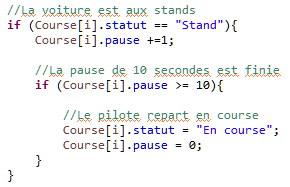 //La voiture est aux stands
if (Course[i].statut == "Stand"){
Course[i].pause +=1;
//La pause de 10 secondes est finie
if (Course[i].pause >= 10){
//Le pilote repart en course
Course[i].statut = "En course";
Course[i].pause = 0;
}
}